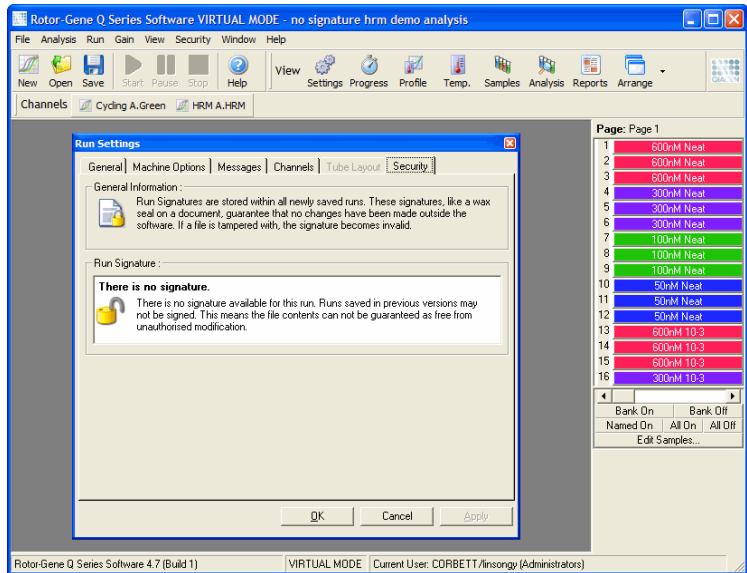 Rotor-Gene Q Series Software VIRTUAL MODE - no signature hrm demo analysis
File Analysis Run Gain View Security Window Help
New Open Save Start Pause Stop Help View Settings Progress Profile Temp. Samples Analysis Reports Arrange
Channels Cycling A.Green HRM A.HRM
Run Settings
General Machine Options Messages Channels Tube Layout Security
General Information :
Run Signatures are stored within all newly saved runs. These signatures, like a wax
seal on a document, guarantee that no changes have been made outside the
software. If a file is tampered with, the signature becomes invalid.
Run Signature :
There is no signature.
There is no signature available for this run. Runs saved in previous versions may
not be signed. This means the file contents can not be guaranteed as free from
unauthorised modification.
OK Cancel Apply
Page: Page 1
1 600nM Neat
2 600nM Neat
3 600nM Neat
4 300nM Neat
5 300nM Neat
6 300nM Neat
7 100nM Neat
8 100nM Neat
9 100nM Neat
10 50nM Neat
11 50nM Neat
12 50nM Neat
13 600nM 10-3
14 600nM 10-3
15 600nM 10-3
16 300nM 10-3
Bank On Bank Off
Named On All On All Off
Edit Samples...
Rotor-Gene Q Series Software 4.7 (Build 1) VIRTUAL MODE Current User: CORBETT/linsongy (Administrators)